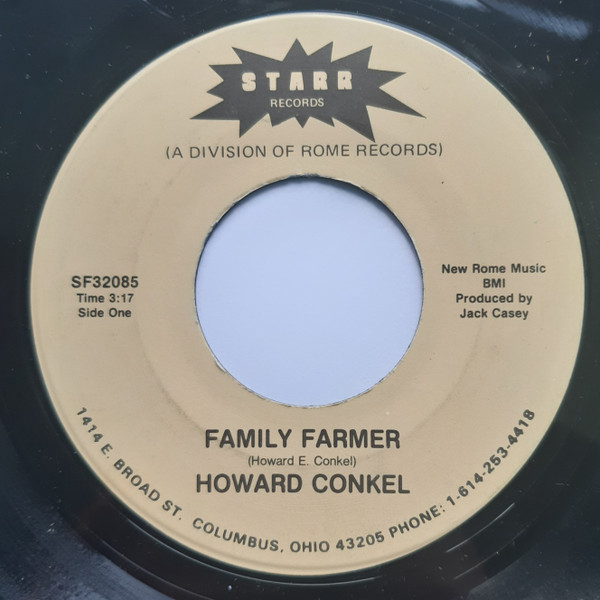 STARR
RECORDS
(A DIVISION OF ROME RECORDS)
SF32085
Time 3:17
Side One
New Rome Music
BMI
Produced by
Jack Casey
FAMILY FARMER
(Howard E. Conkel)
HOWARD CONKEL
1414 E. BROAD ST. COLUMBUS, OHIO 43205 PHONE: 1-614-253-4418